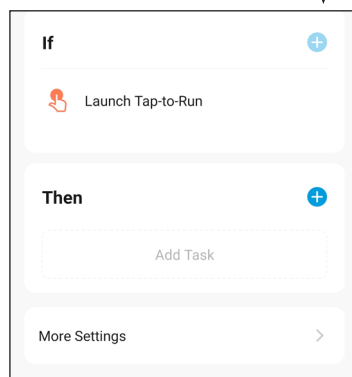 If
Launch Tap-to-Run
Then
Add Task
More Settings